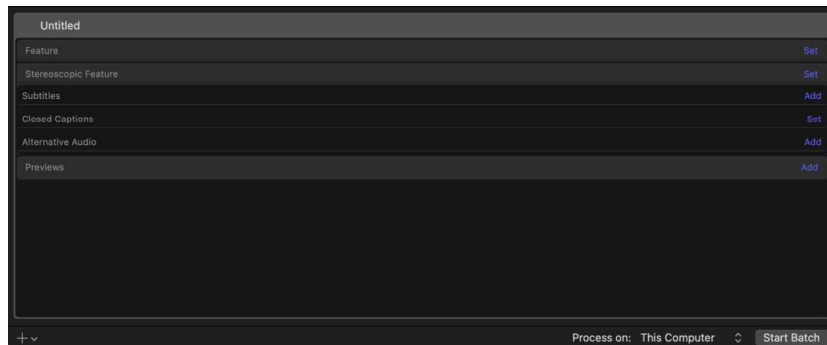 Untitled
Feature Set
Stereoscopic Feature Set
Subtitles Add
Closed Captions Set
Alternative Audio Add
Previews Add
Process on: This Computer Start Batch